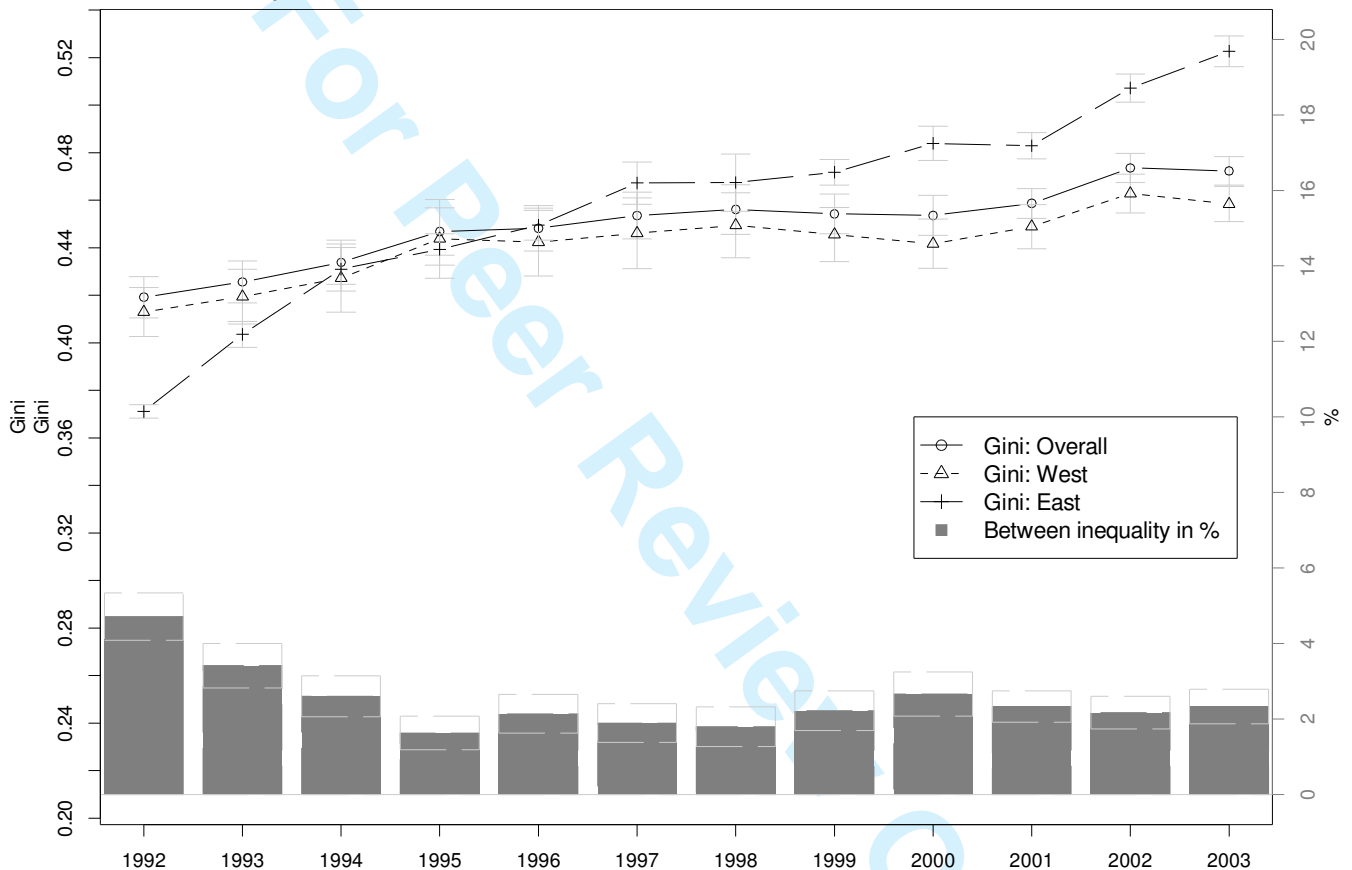 For Peer Review
0.52
0.48
0.44
0.40
0.36
0.32
0.28
0.24
0.20
Gini
Gini
20
18
16
14
12
10
8
6
4
2
0
%
Gini: Overall
Gini: West
Gini: East
Between inequality in %
1992 1993 1994 1995 1996 1997 1998 1999 2000 2001 2002 2003